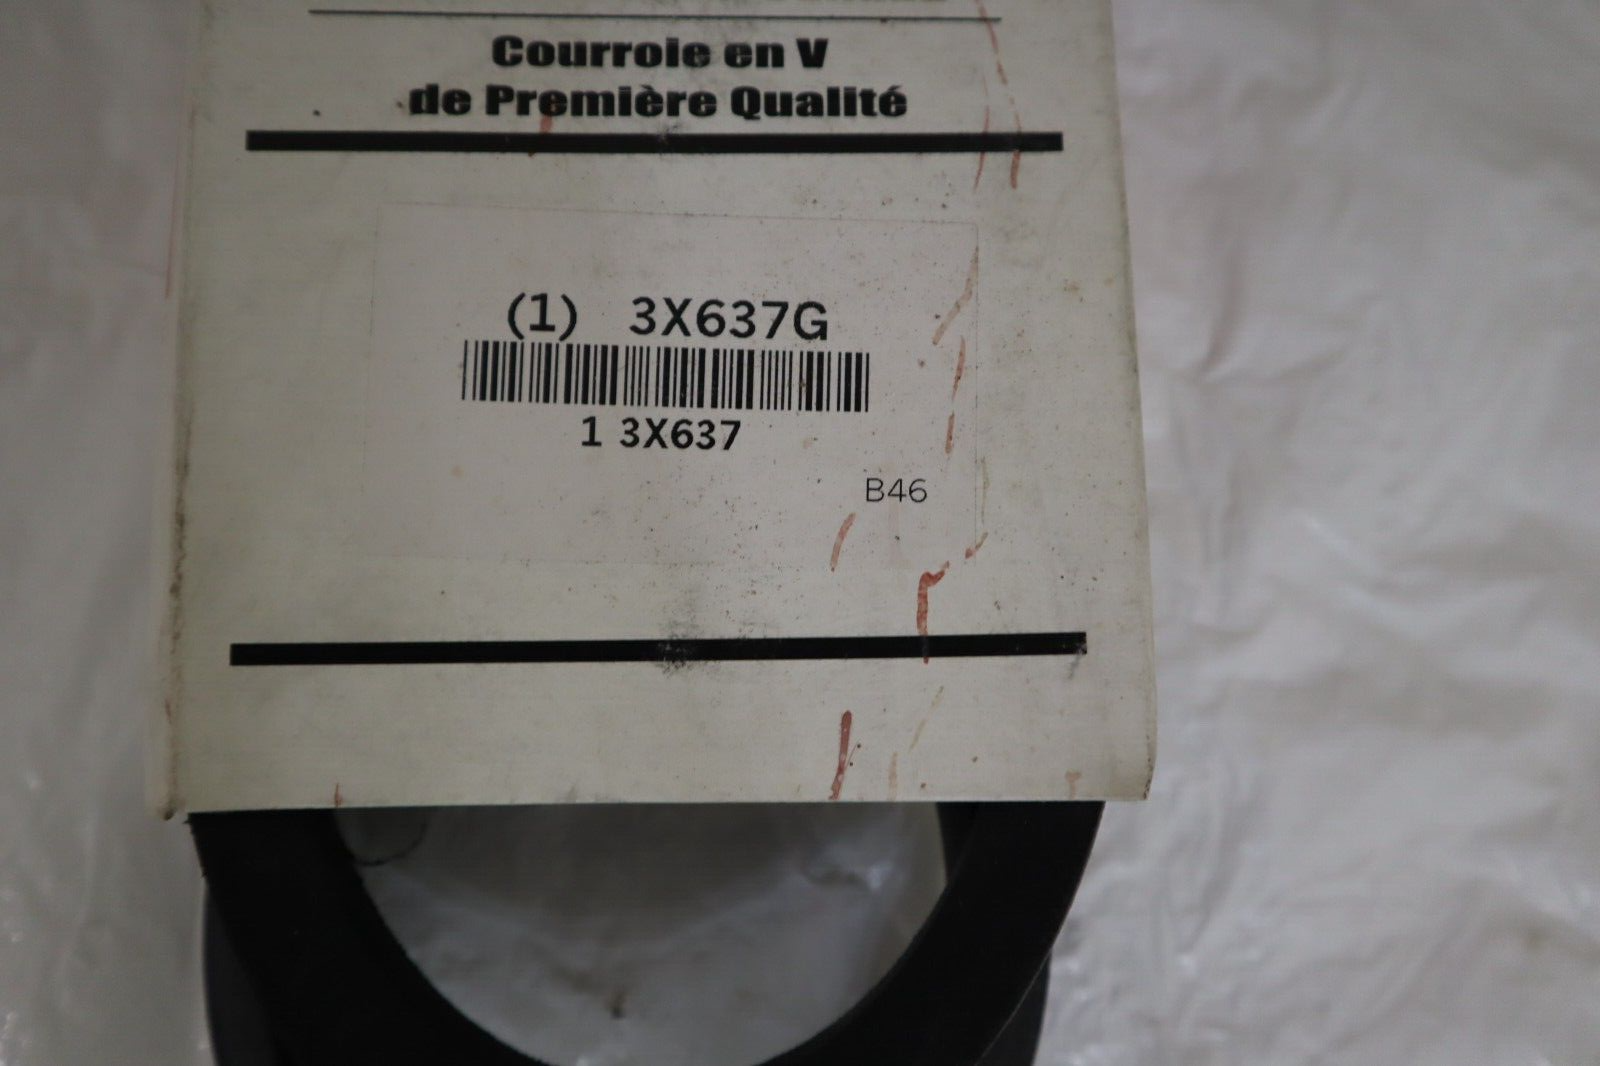 Courroie en V
de Première Qualité
(1) 3X637G
1 3X637
B46